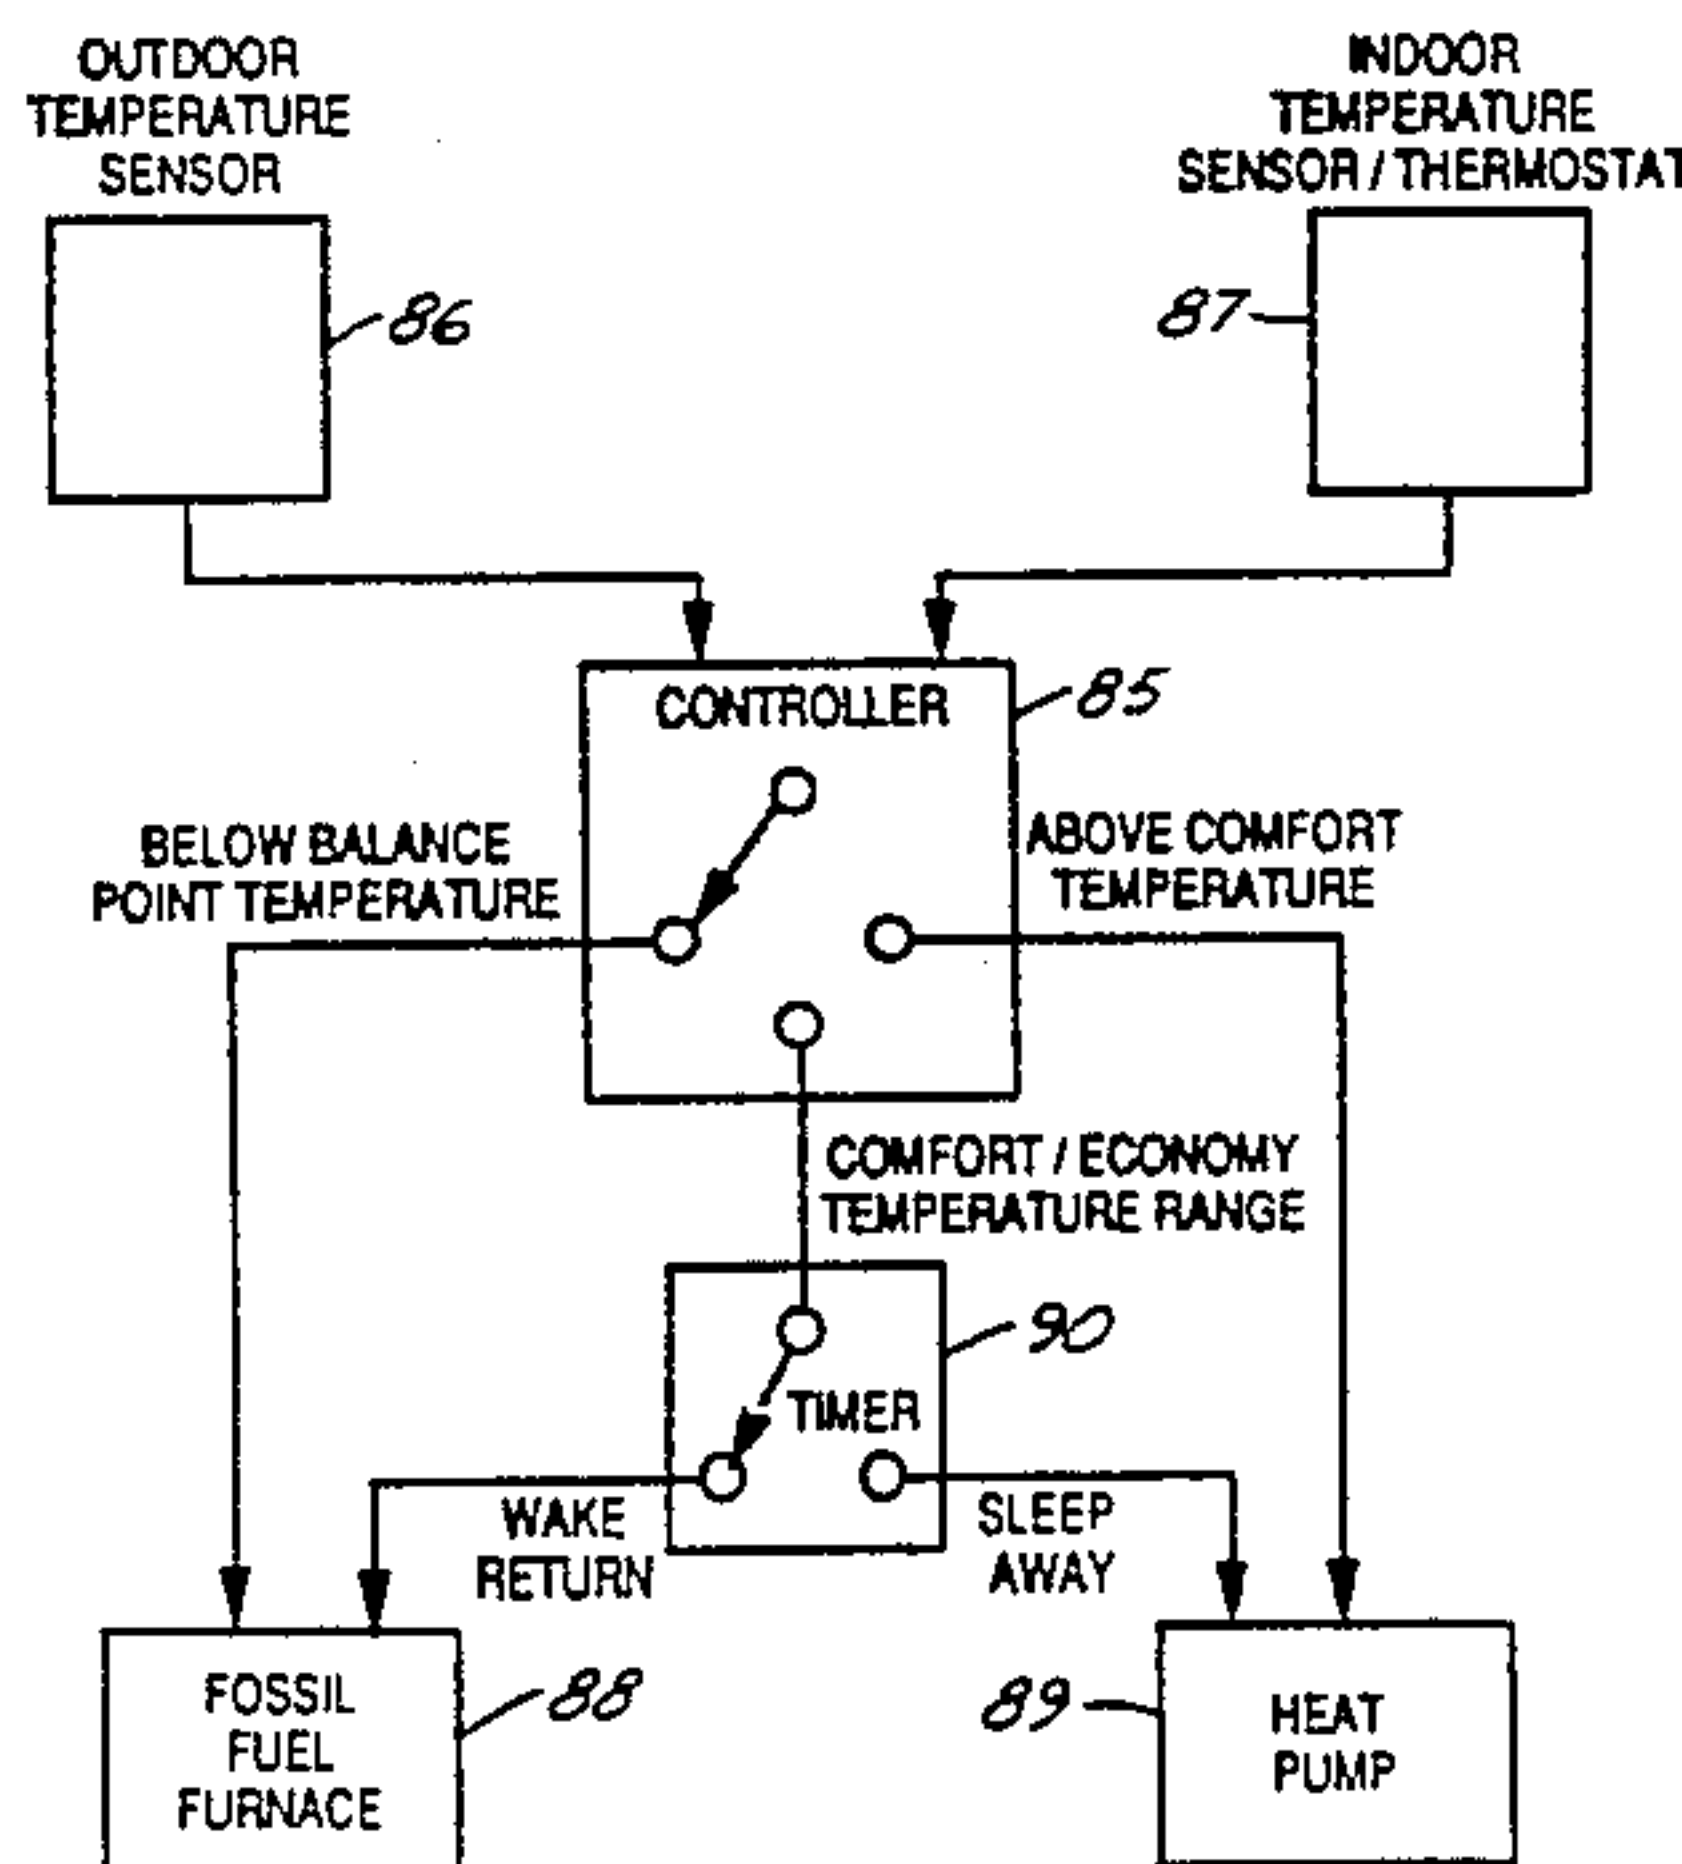 OUTDOOR
TEMPERATURE
SENSOR
INDOOR
TEMPERATURE
SENSOR / THERMOSTAT
86
87
CONTROLLER
85
BELOW BALANCE
POINT TEMPERATURE
ABOVE COMFORT
TEMPERATURE
COMFORT / ECONOMY
TEMPERATURE RANGE
90
TIMER
WAKE
RETURN
SLEEP
AWAY
FOSSIL
FUEL
FURNACE
88
89
HEAT
PUMP